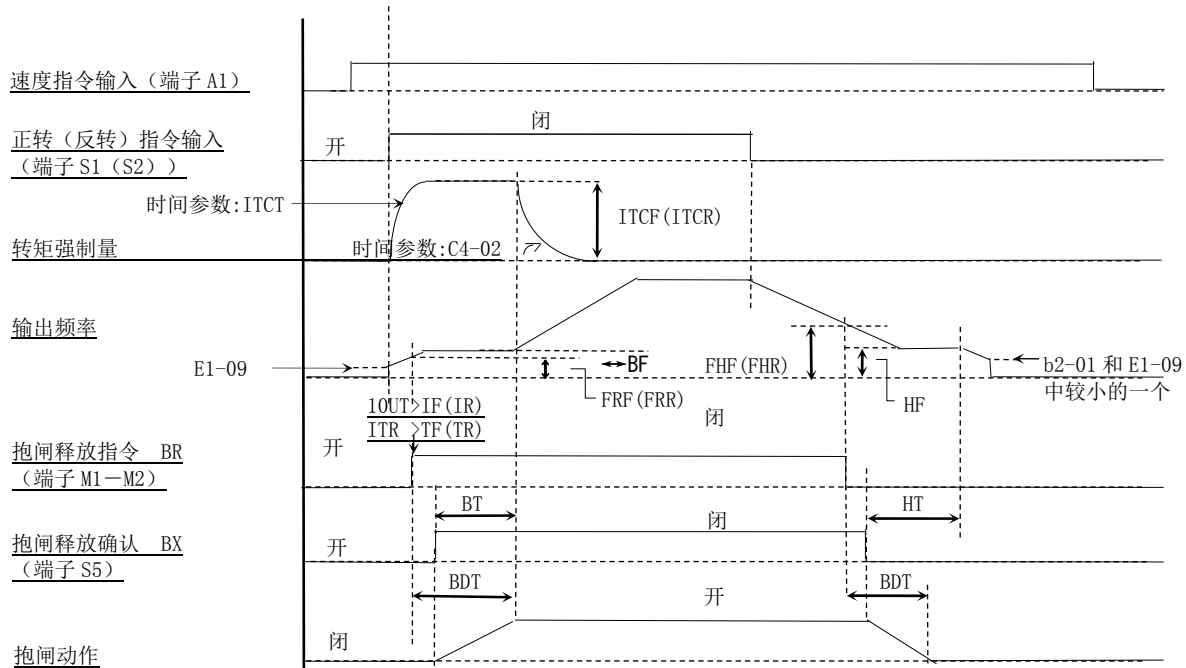 速度指令输入（端子 A1）
闭
正转（反转）指令输入
（端子 S1（S2））
开
时间参数:ITCT
ITCF(ITCR)
转矩强制量
时间参数:C4-02
输出频率
E1-09
BF
FHF(FHR)
b2-01 和 E1-09
中较小的一个
FRF(FRR)
HF
10UT>IF(IR)
ITR >TF(TR)
闭
开
抱闸释放指令 BR
（端子 M1－M2）
BT
HT
闭
抱闸释放确认 BX
（端子 S5）
开
BDT
BDT
开
闭
抱闸动作